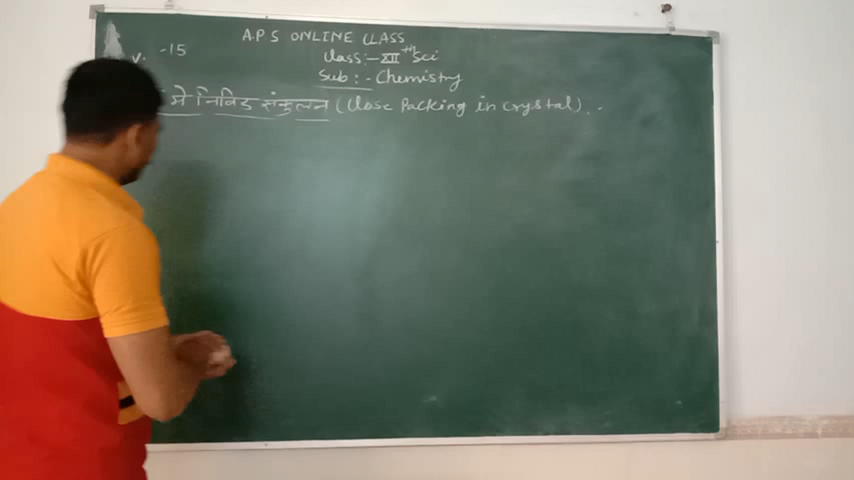 A.P.S ONLINE CLASS
V. -15
Class:- XII th Sci
Sub :- Chemistry
में निविड संकुलन (Close Packing in crystal). -